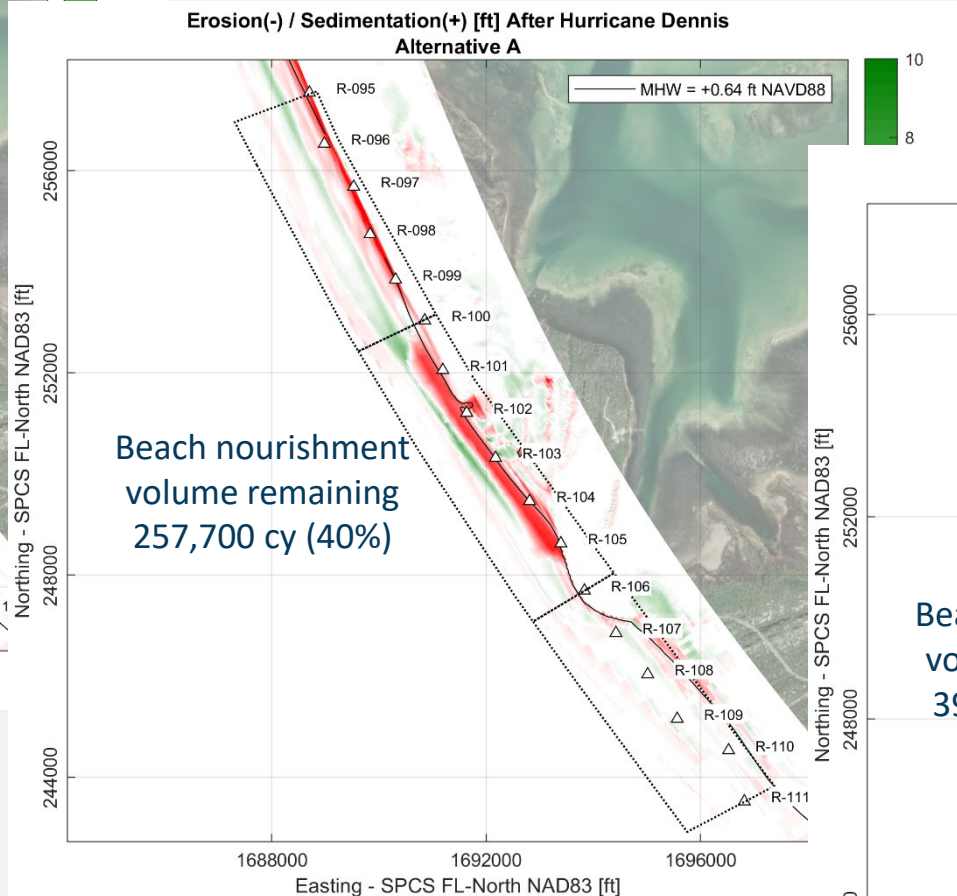 Erosion(-) / Sedimentation(+) [ft] After Hurricane Dennis
Alternative A
MHW = +0.64 ft NAVD88
10
8
R-095
R-096
R-097
R-098
R-099
R-100
R-101
R-102
R-103
R-104
R-105
R-106
R-107
R-108
R-109
R-110
R-111
Beach nourishment
volume remaining
257,700 cy (40%)
256000
252000
248000
244000
Northing - SPCS FL-North NAD83 [ft]
1688000
1692000
1696000
Easting - SPCS FL-North NAD83 [ft]
256000
252000
248000
Northing - SPCS FL-North NAD83 [ft]